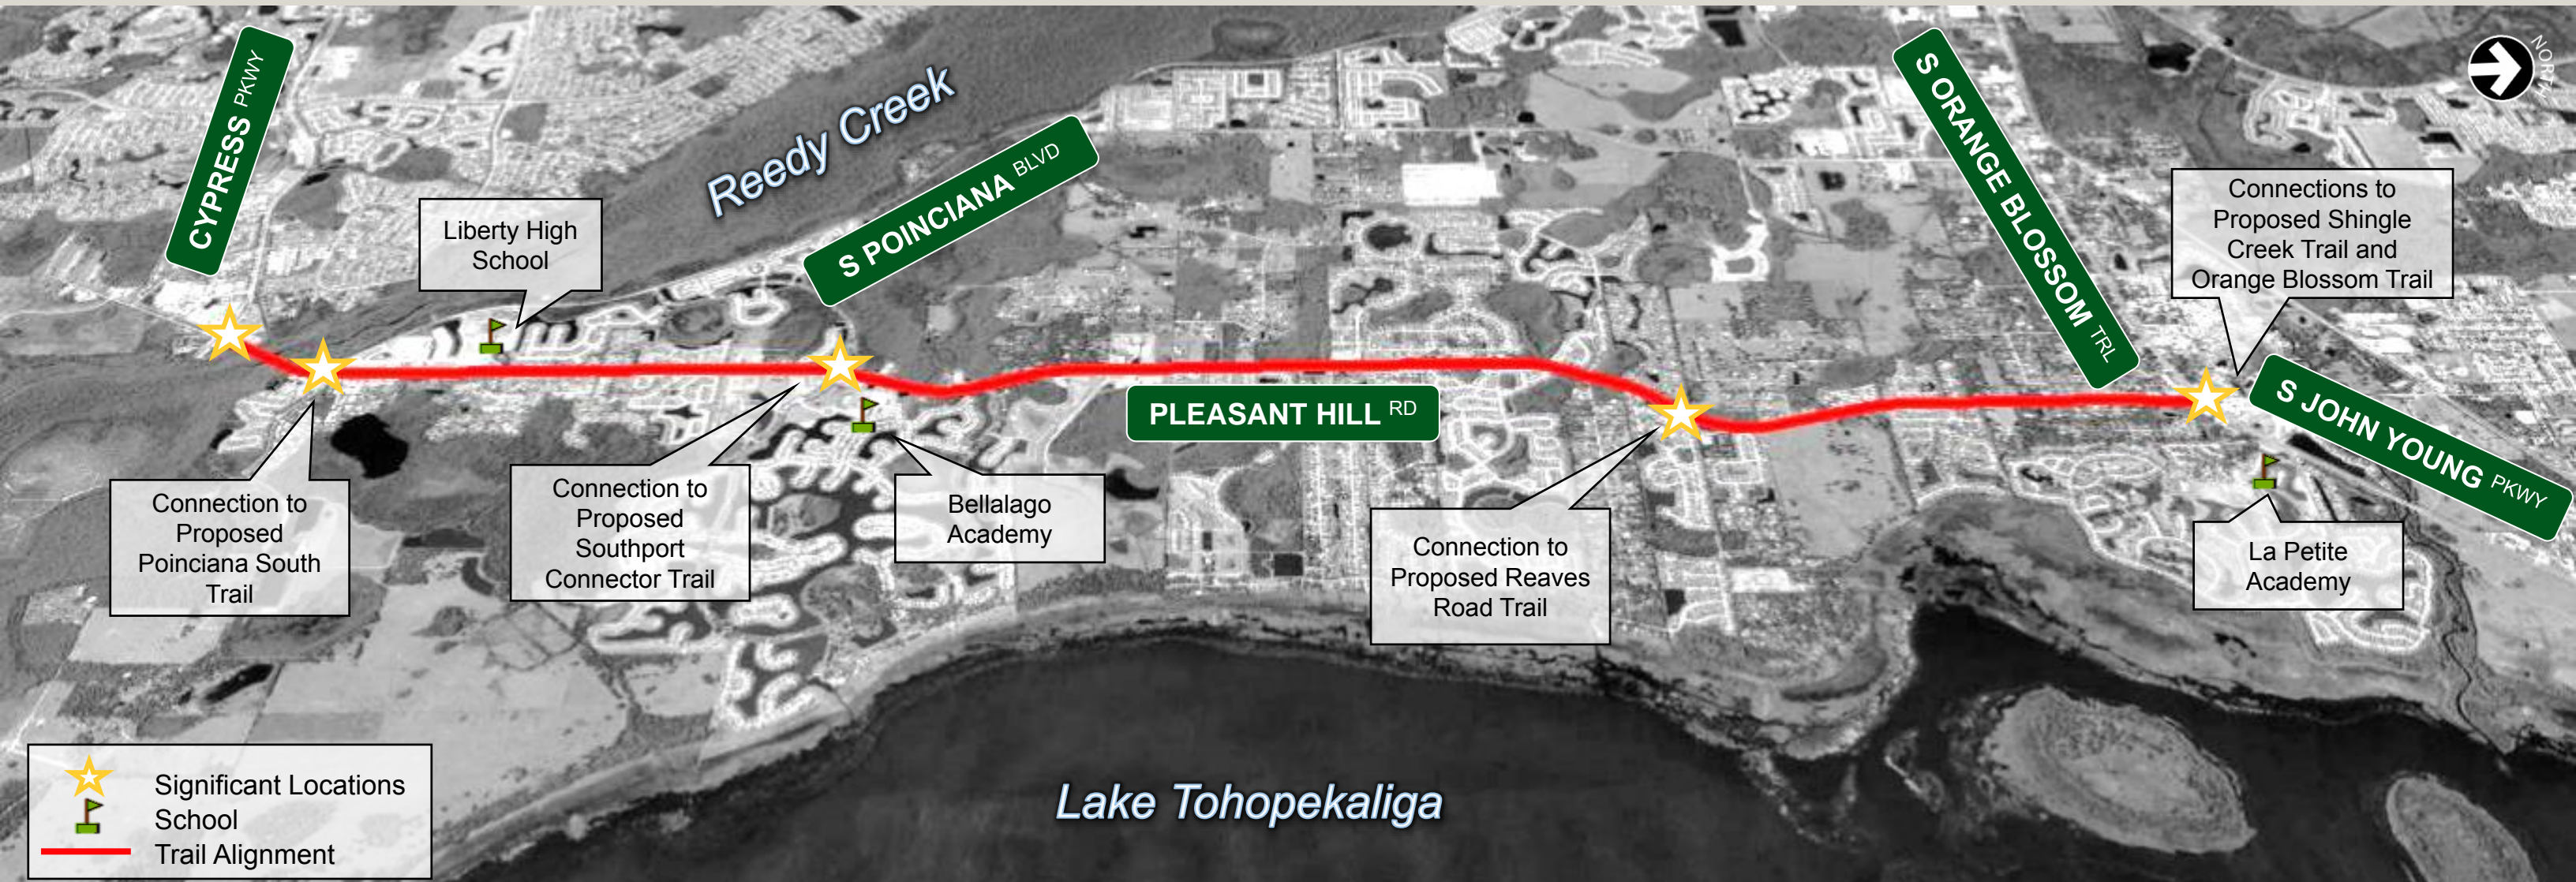 CYPRESS PKWY
Reedy Creek
S POINCIANA BLVD
S ORANGE BLOSSOM TRL
NORTH
Connections to
Proposed Shingle
Creek Trail and
Orange Blossom Trail
Liberty High
School
PLEASANT HILL RD
S JOHN YOUNG PKWY
Connection to
Proposed
Poinciana South
Trail
Connection to
Proposed
Southport
Connector Trail
Bellalago
Academy
Connection to
Proposed Reaves
Road Trail
La Petite
Academy
Lake Tohopekaliga
Significant Locations
School
Trail Alignment